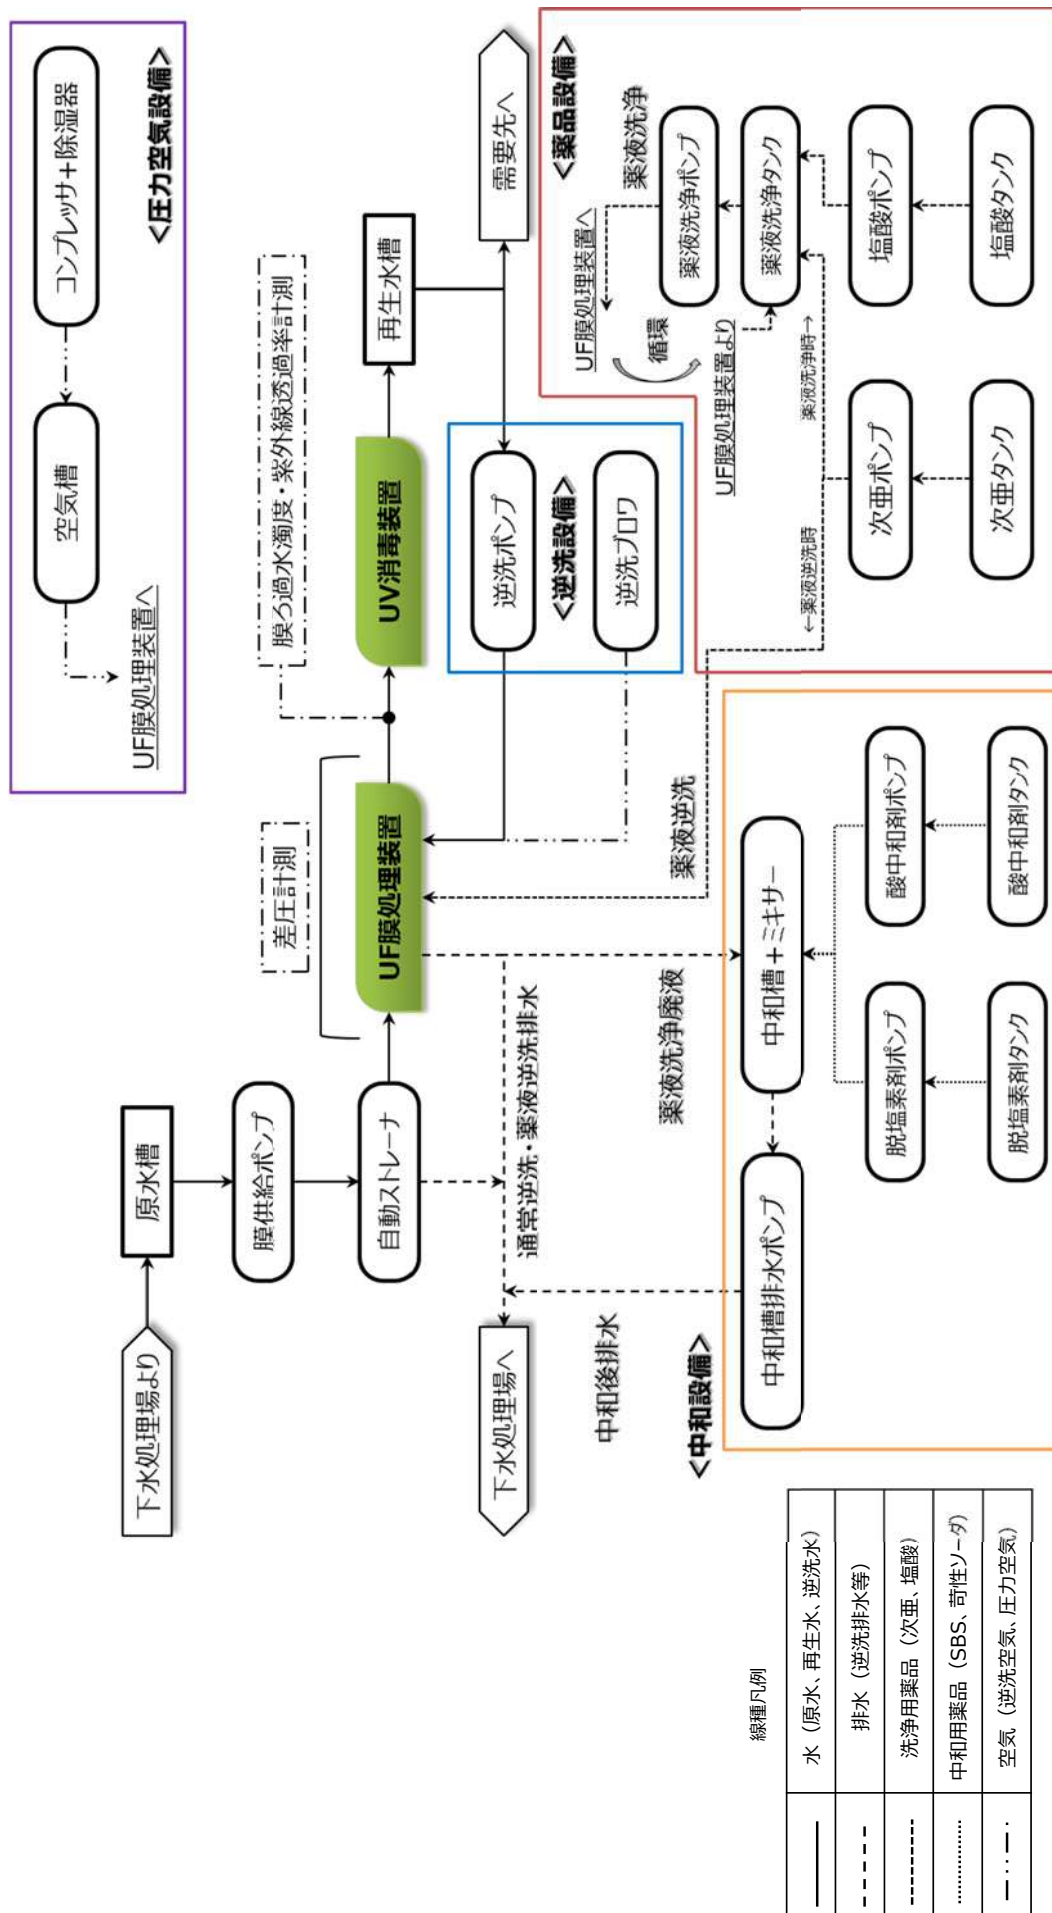 下水処理場より
原水槽
膜供給ポンプ
自動ストレーナ
差圧計測
UF膜処理装置
膜ろ過水濁度・紫外線透過率計測
UV消毒装置
再生水槽
需要先へ
コンプレッサ+除湿器
空気槽
UF膜処理装置へ
<圧力空気設備>
逆洗ポンプ
<逆洗設備>
逆洗ブロワ
下水処理場へ
通常逆洗・薬液逆洗排水
薬液洗浄廃液
薬液逆洗
中和後排水
<中和設備>
中和槽+ミキサー
中和槽排水ポンプ
脱塩素剤ポンプ
酸中和剤ポンプ
脱塩素剤タンク
酸中和剤タンク
<薬品設備>
薬液洗浄
UF膜処理装置へ
循環
UF膜処理装置より
薬液洗浄ポンプ
薬液洗浄タンク
←薬液逆洗時
薬液洗浄時→
次亜ポンプ
塩酸ポンプ
次亜タンク
塩酸タンク
線種凡例
水(原水、再生水、逆洗水)
排水(逆洗排水等)
洗浄用薬品(次亜、塩酸)
中和用薬品(SBS、苛性ソーダ)
空気(逆洗空気、圧力空気)